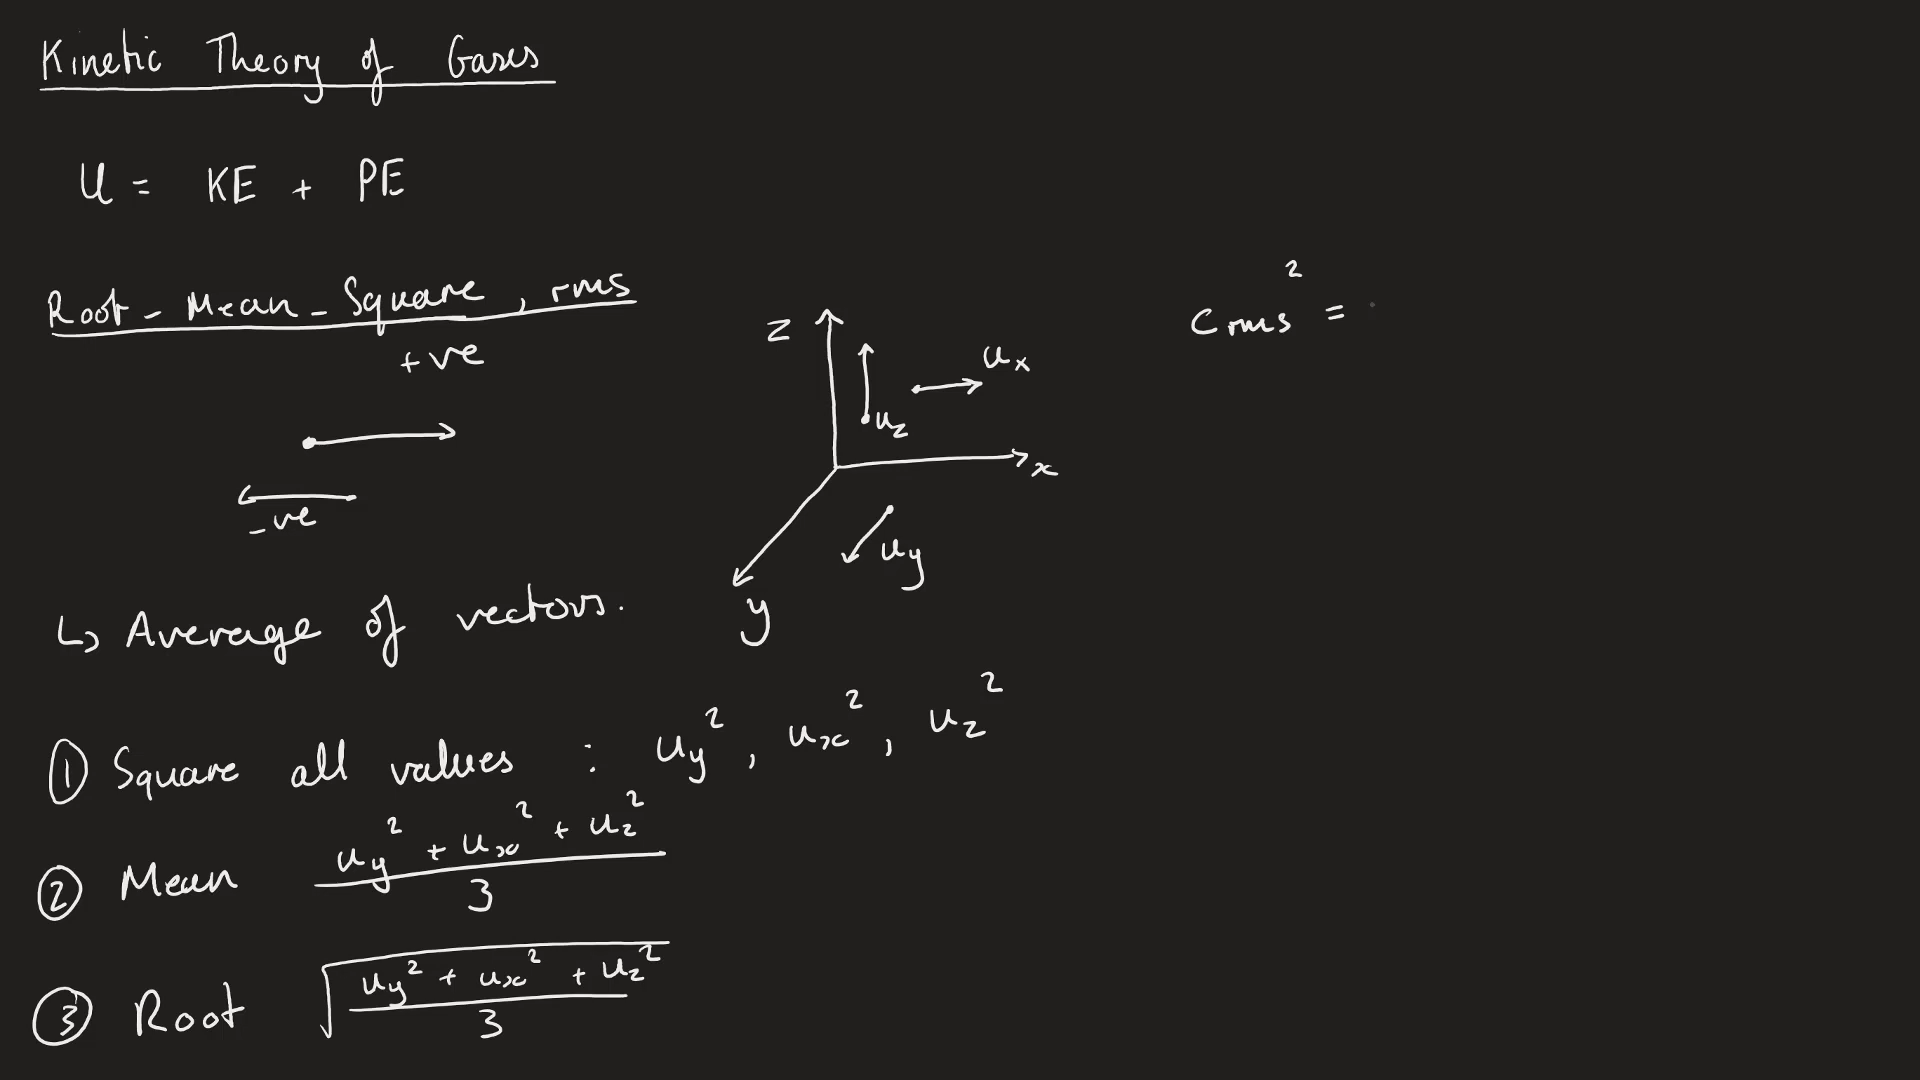 Kinetic Theory of Gases
U = KE + PE
Root - Mean - Square, rms
+ve
-ve
z
uz
ux
x
uy
y
Crms² =
↳ Average of vectors.
① Square all values : uy², ux², uz²
② Mean (uy² + ux² + uz²)/3
③ Root √((uy² + ux² + uz²)/3)